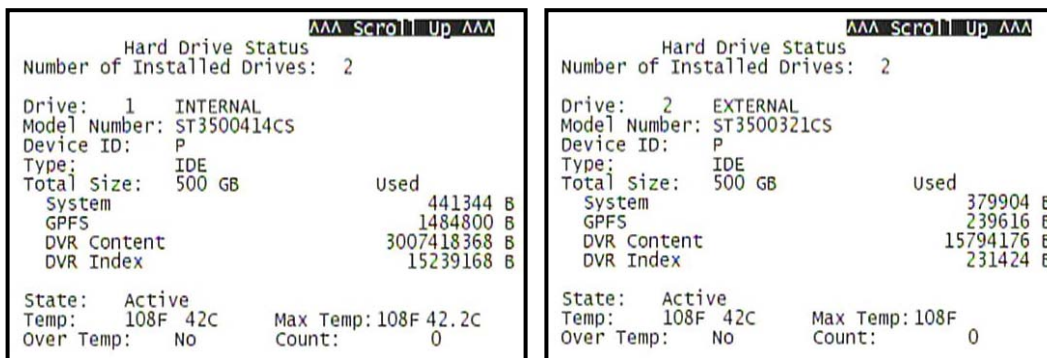 ΛΛΛ Scroll Up ΛΛΛ
Hard Drive Status
Number of Installed Drives: 2
Drive: 1 INTERNAL
Model Number: ST3500414CS
Device ID: P
Type: IDE
Total Size: 500 GB Used
System 441344 B
GPFS 1484800 B
DVR Content 3007418368 B
DVR Index 15239168 B
State: Active
Temp: 108F 42C Max Temp: 108F 42.2C
Over Temp: No Count: 0
ΛΛΛ Scroll Up ΛΛΛ
Hard Drive Status
Number of Installed Drives: 2
Drive: 2 EXTERNAL
Model Number: ST3500321CS
Device ID: P
Type: IDE
Total Size: 500 GB Used
System 379904 B
GPFS 239616 B
DVR Content 15794176 B
DVR Index 231424 B
State: Active
Temp: 108F 42C Max Temp: 108F
Over Temp: No Count: 0